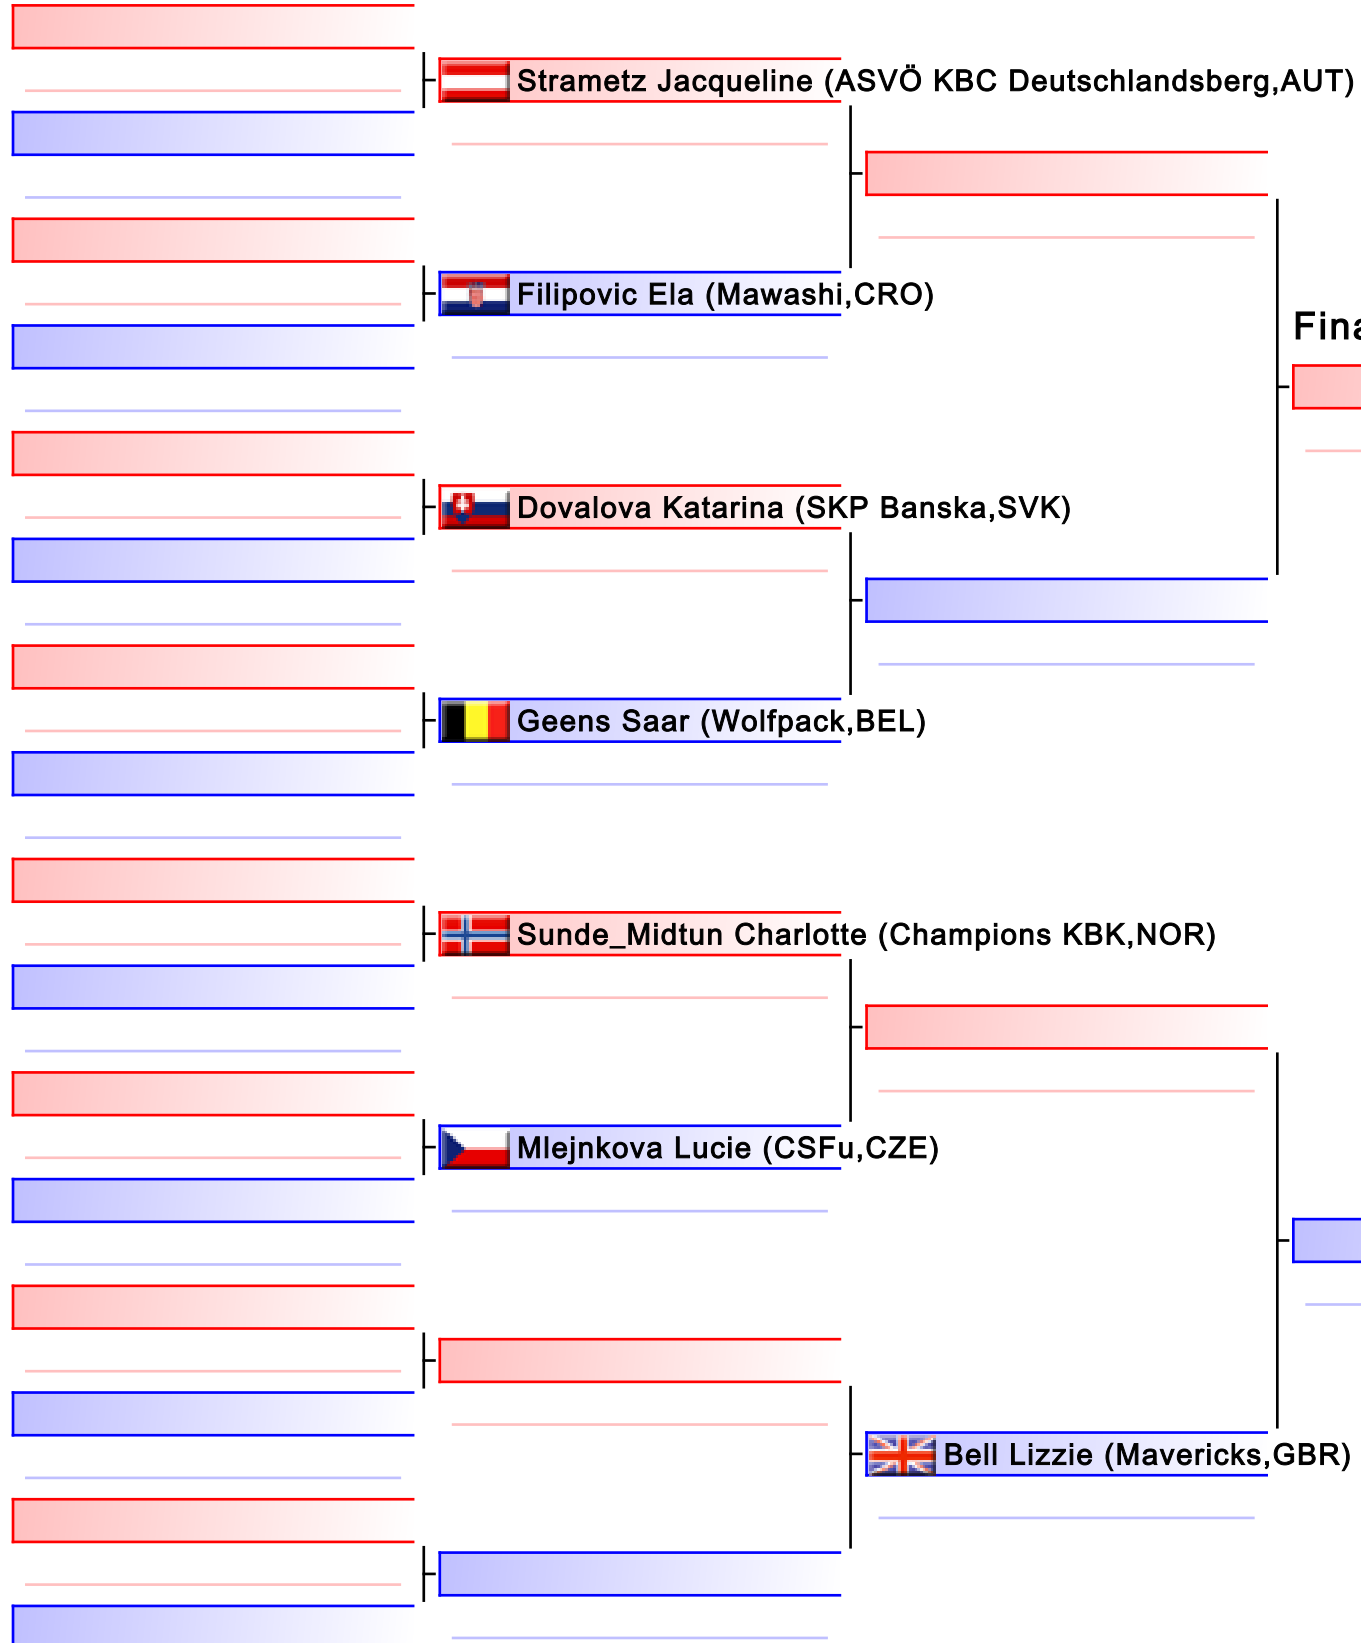 Strametz Jacqueline (ASVÖ KBC Deutschlandsberg,AUT)
Filipovic Ela (Mawashi,CRO)
Fina
Dovalova Katarina (SKP Banska,SVK)
Geens Saar (Wolfpack,BEL)
Sunde_Midtun Charlotte (Champions KBK,NOR)
Mlejnkova Lucie (CSFu,CZE)
Bell Lizzie (Mavericks,GBR)